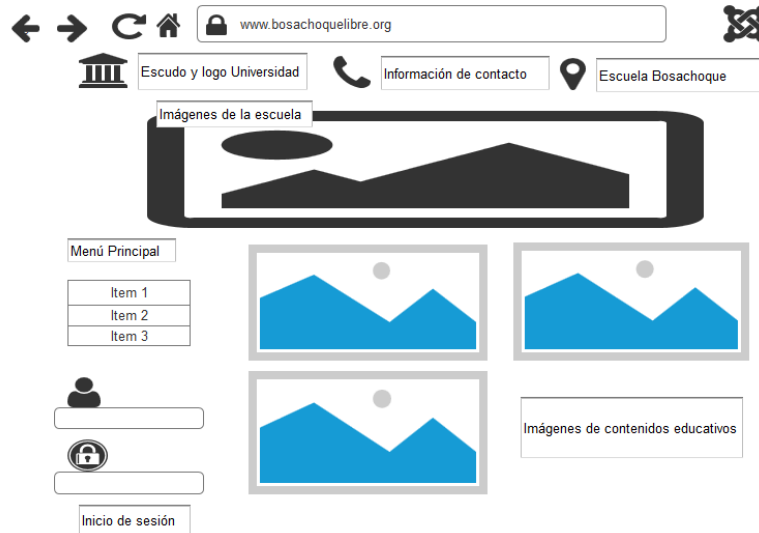 www.bosachoquelibre.org
Escudo y logo Universidad
Información de contacto
Escuela Bosachoque
Imágenes de la escuela
Menú Principal
Item 1
Item 2
Item 3
Imágenes de contenidos educativos
Inicio de sesión